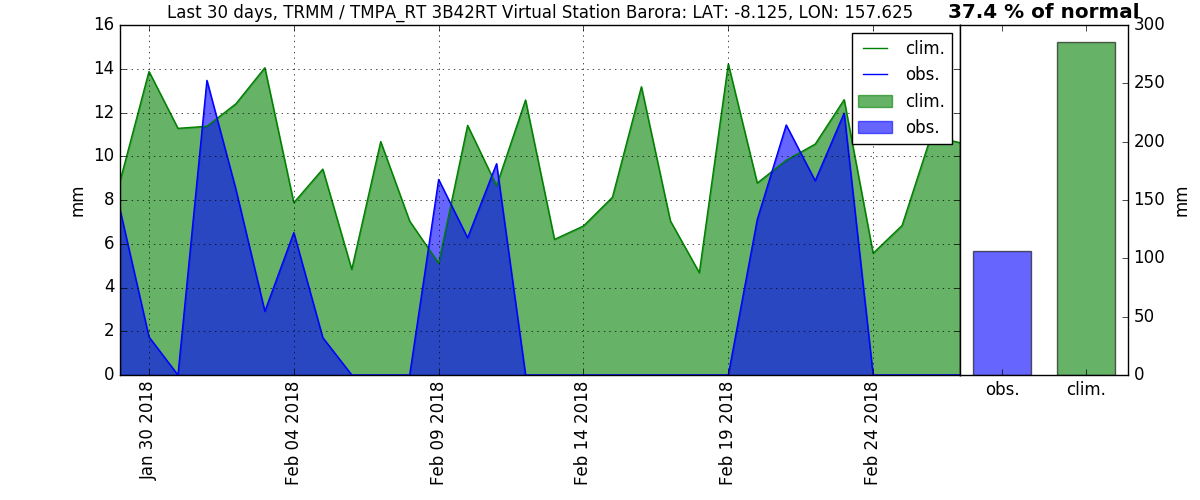 Last 30 days, TRMM / TMPA_RT 3B42RT Virtual Station Barora: LAT: -8.125, LON: 157.625
37.4 % of normal
16
14
12
10
8
6
4
2
0
mm
clim.
obs.
clim.
obs.
Jan 30 2018
Feb 04 2018
Feb 09 2018
Feb 14 2018
Feb 19 2018
Feb 24 2018
300
250
200
150
100
50
0
mm
obs.
clim.